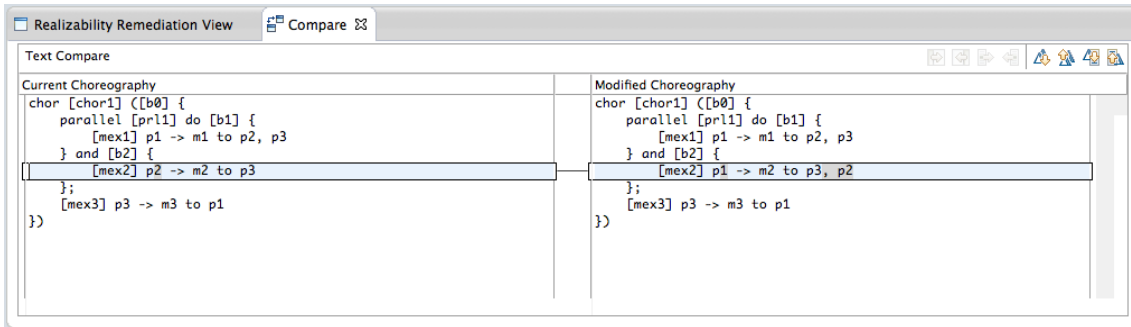 Realizability Remediation View Compare
Text Compare
Current Choreography
chor [chor1] ([b0] {
parallel [prl1] do [b1] {
[mex1] p1 -> m1 to p2, p3
} and [b2] {
[mex2] p2 -> m2 to p3
};
[mex3] p3 -> m3 to p1
})
Modified Choreography
chor [chor1] ([b0] {
parallel [prl1] do [b1] {
[mex1] p1 -> m1 to p2, p3
} and [b2] {
[mex2] p1 -> m2 to p3, p2
};
[mex3] p3 -> m3 to p1
})